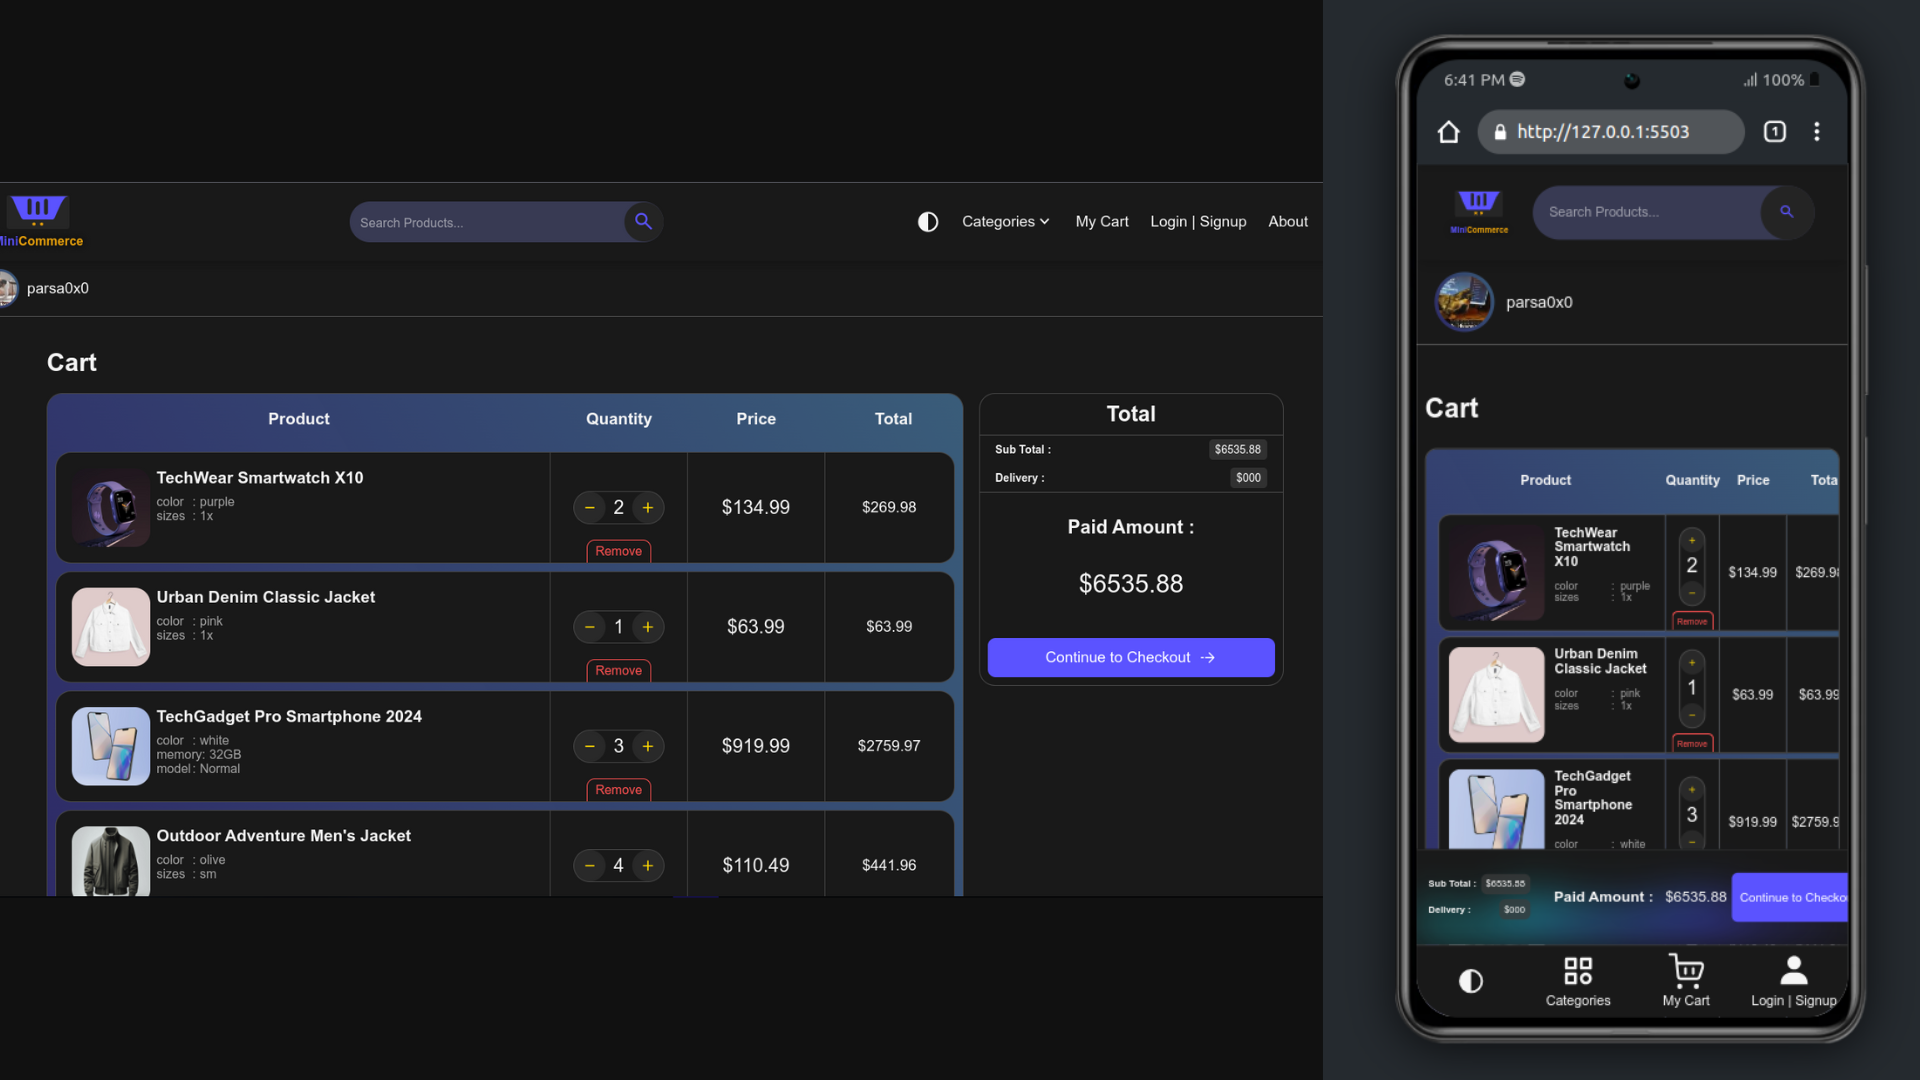 Search Products...
Categories
My Cart
Login | Signup
About
MiniCommerce
parsa0x0
Cart
Product
Quantity
Price
Total
TechWear Smartwatch X10
color : purple
sizes : 1x
2
$134.99
$269.98
Remove
Urban Denim Classic Jacket
color : pink
sizes : 1x
1
$63.99
$63.99
Remove
TechGadget Pro Smartphone 2024
color : white
memory: 32GB
model: Normal
3
$919.99
$2759.97
Remove
Outdoor Adventure Men's Jacket
color : olive
sizes : sm
4
$110.49
$441.96
Total
Sub Total : $6535.88
Delivery : $000
Paid Amount :
$6535.88
Continue to Checkout →
6:41 PM
100%
http://127.0.0.1:5503
1
MiniCommerce
Search Products...
parsa0x0
Cart
Product
Quantity
Price
Tota
TechWear
Smartwatch
X10
color : purple
sizes : 1x
+
2
-
Remove
$134.99
$269.98
Urban Denim
Classic Jacket
color : pink
sizes : 1x
+
1
-
Remove
$63.99
$63.99
TechGadget
Pro
Smartphone
2024
color : white
+
3
-
$919.99
$2759.9
Sub Total : $6535.88
Delivery : $000
Paid Amount : $6535.88
Continue to Checko
Categories
My Cart
Login | Signup